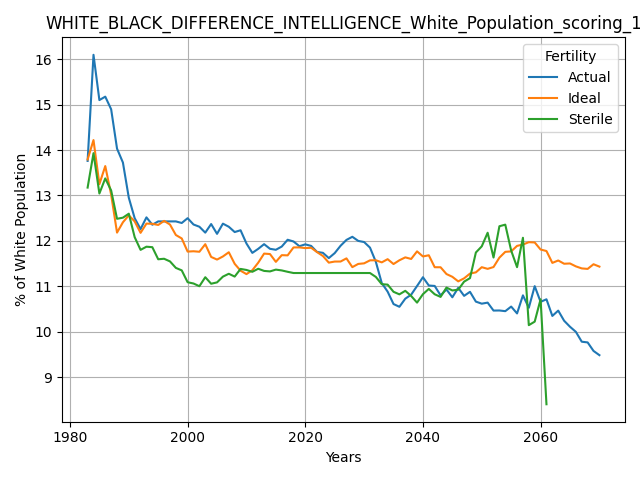 WHITE_BLACK_DIFFERENCE_INTELLIGENCE_White_Population_scoring_1
Fertility
Actual
Ideal
Sterile
% of White Population
16
15
14
13
12
11
10
9
1980 2000 2020 2040 2060
Years